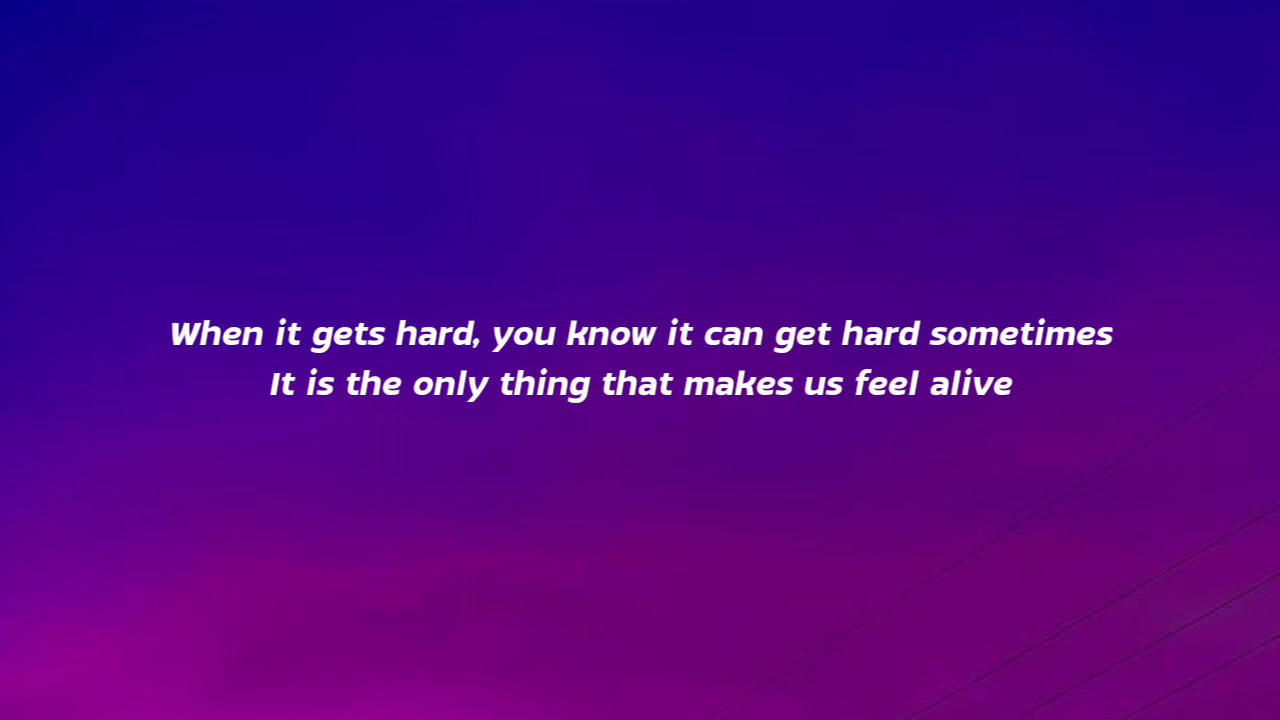 When it gets hard, you know it can get hard sometimes
It is the only thing that makes us feel alive